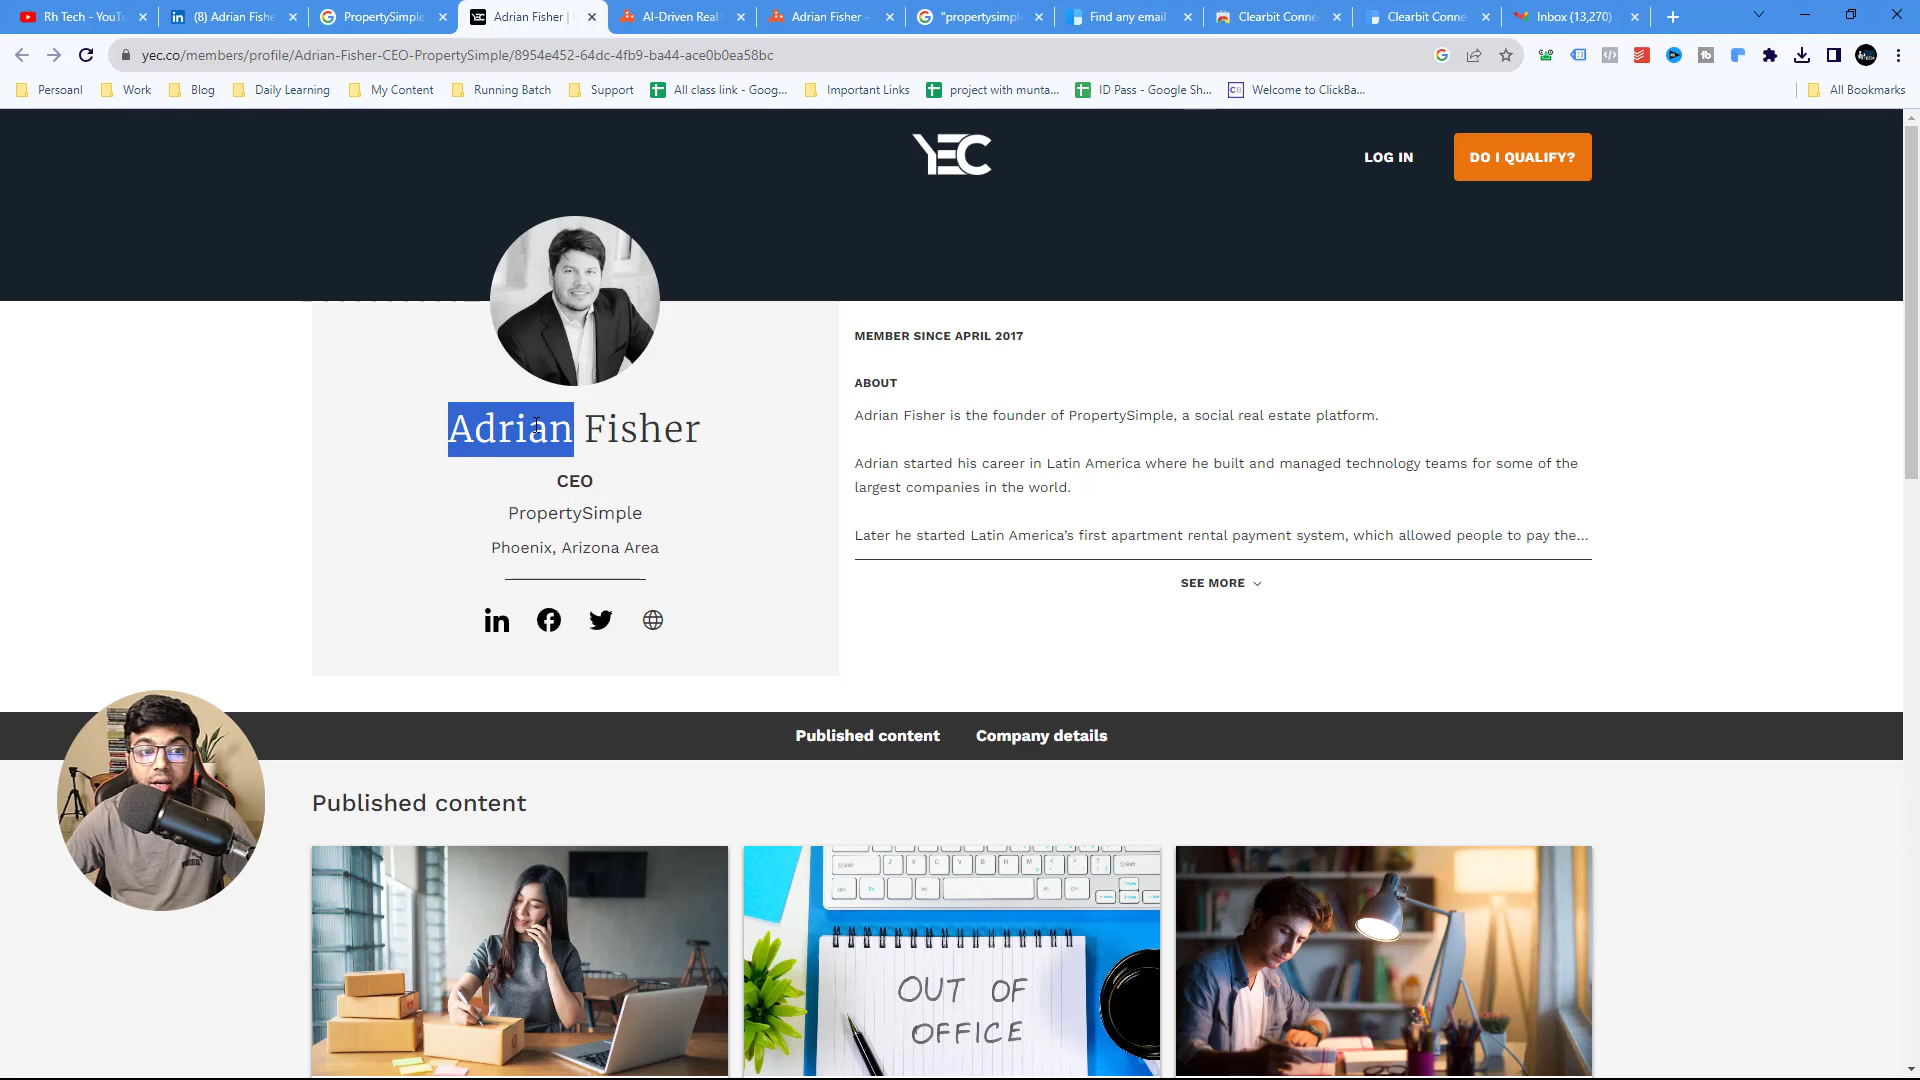 Rh Tech - YouTu
(8) Adrian Fishe
PropertySimple
Adrian Fisher |
AI-Driven Real
Adrian Fisher -
"propertysimpl
Find any email
Clearbit Conne
Clearbit Conne
Inbox (13,270)
yec.co/members/profile/Adrian-Fisher-CEO-PropertySimple/8954e452-64dc-4fb9-ba44-ace0b0ea58bc
Persoanl
Work
Blog
Daily Learning
My Content
Running Batch
Support
All class link - Goog...
Important Links
project with munta...
ID Pass - Google Sh...
Welcome to ClickBa...
All Bookmarks
YEC
LOG IN
DO I QUALIFY?
Adrian Fisher
CEO
PropertySimple
Phoenix, Arizona Area
MEMBER SINCE APRIL 2017
ABOUT
Adrian Fisher is the founder of PropertySimple, a social real estate platform.
Adrian started his career in Latin America where he built and managed technology teams for some of the
largest companies in the world.
Later he started Latin America’s first apartment rental payment system, which allowed people to pay the...
SEE MORE
Published content
Company details
Published content
OUT OF
OFFICE